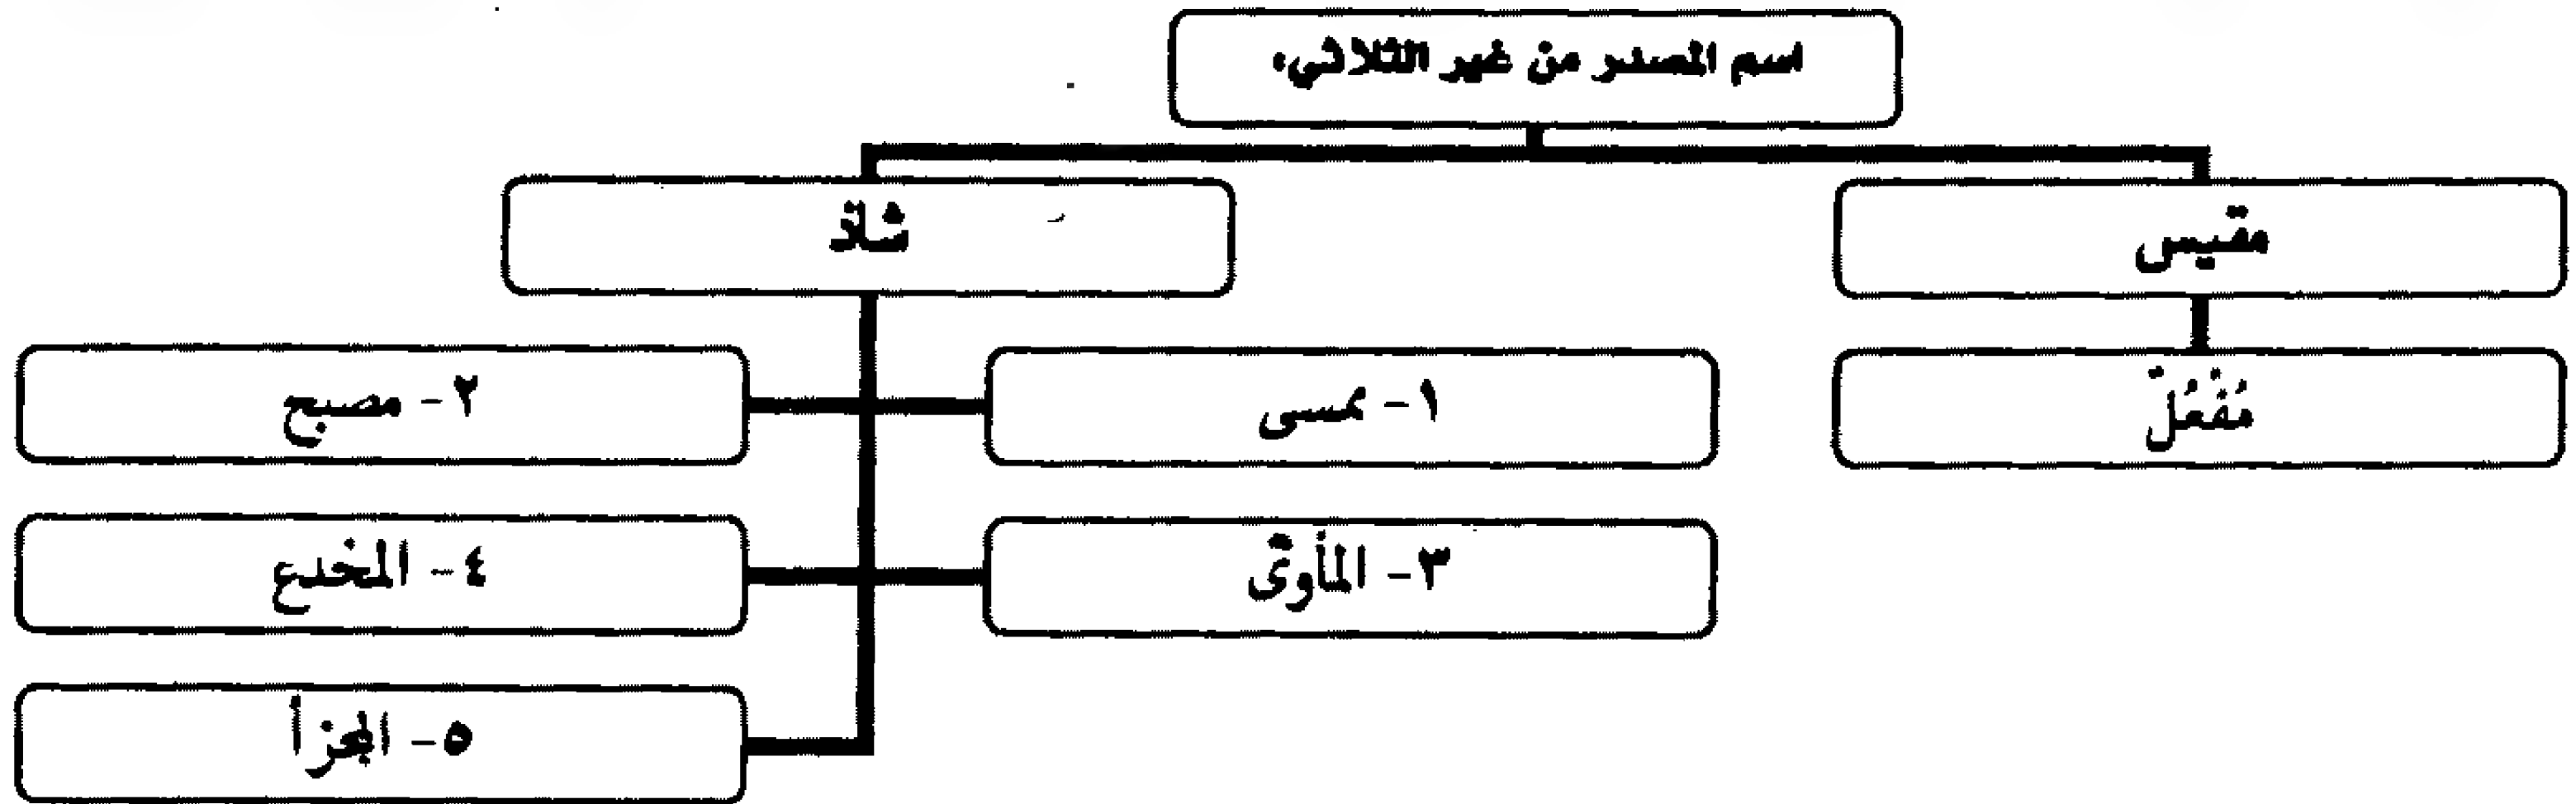 اسم المصدر من غير الثلاثي،
مقيس
شاذ
مُفْعُلّ
١- ممسى
٢- مصبح
٣- المأوى
٤- المخدع
٥- المجزأ